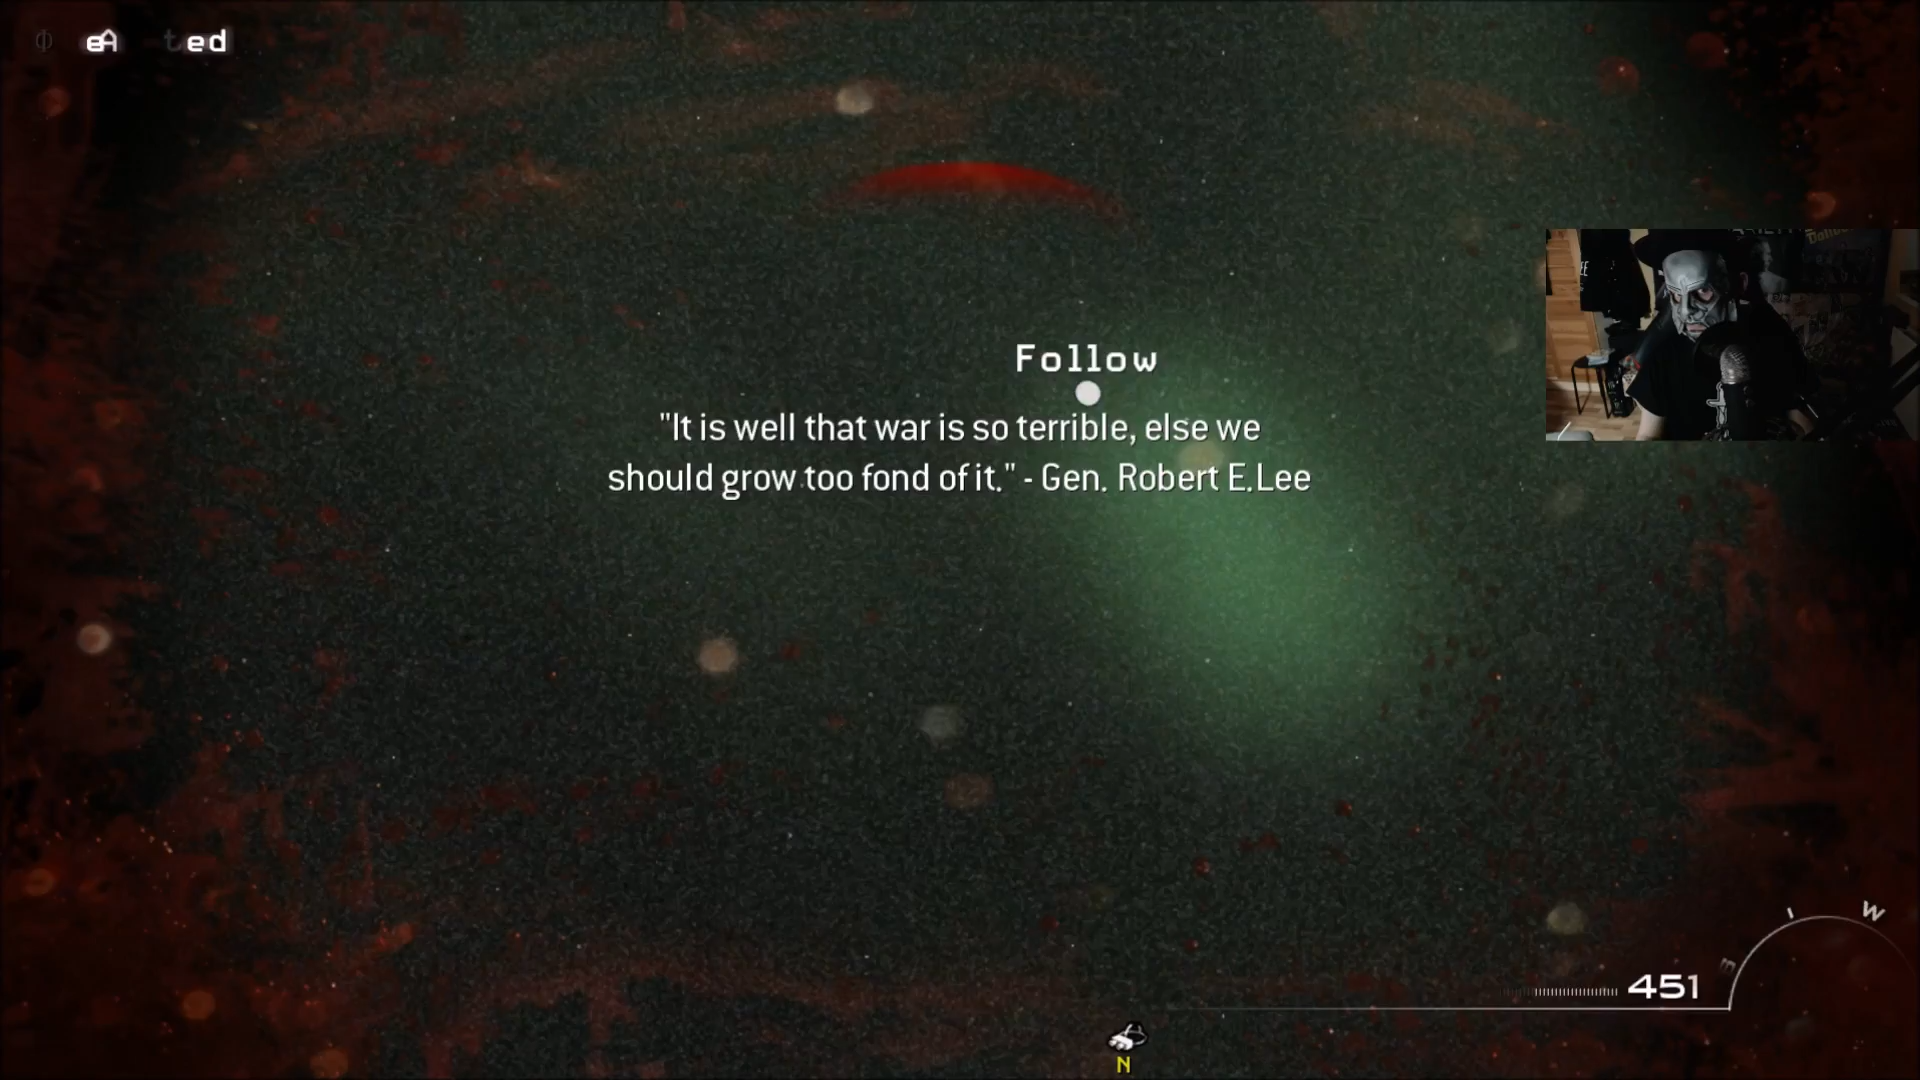 ed
Follow
"It is well that war is so terrible, else we
should grow too fond of it." - Gen. Robert E.Lee
W
451
N